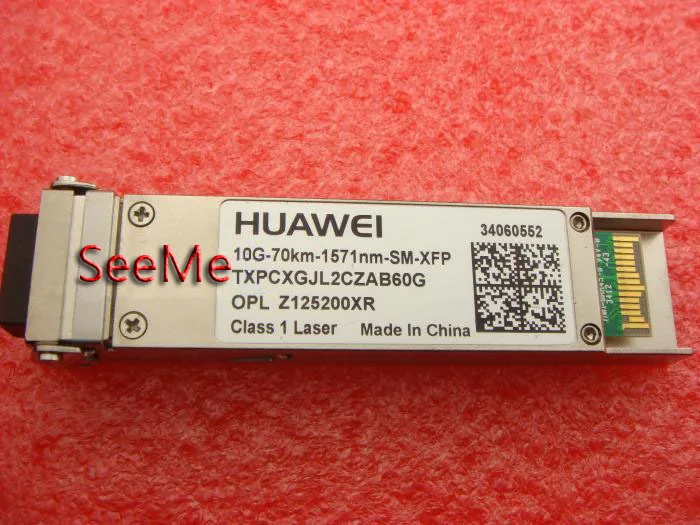 HUAWEI
34060552
10G-70km-1571nm-SM-XFP
TXPCXGJL2CZAB60G
OPL Z125200XR
Class 1 Laser Made In China
SeeMe